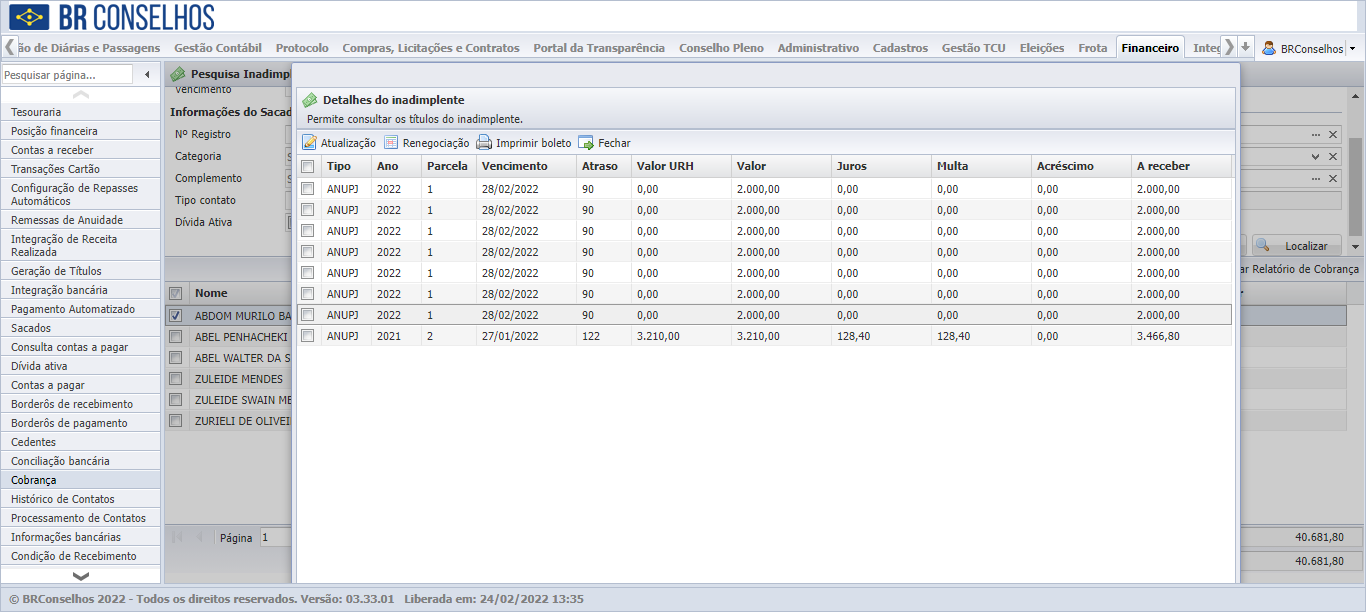 BR CONSELHOS
ão de Diárias e Passagens Gestão Contábil Protocolo Compras, Licitações e Contratos Portal da Transparência Conselho Pleno Administrativo Cadastros Gestão TCU Eleições Frota Financeiro Integ BRConselhos
Pesquisar página...
Tesouraria
Posição financeira
Contas a receber
Transações Cartão
Configuração de Repasses
Automáticos
Remessas de Anuidade
Integração de Receita
Realizada
Geração de Títulos
Integração bancária
Pagamento Automatizado
Sacados
Consulta contas a pagar
Dívida ativa
Contas a pagar
Borderôs de recebimento
Borderôs de pagamento
Cedentes
Conciliação bancária
Cobrança
Histórico de Contatos
Processamento de Contatos
Informações bancárias
Condição de Recebimento
Pesquisa Inadimpl
Vencimento
Informações do Sacad
Nº Registro
Categoria
Complemento
Tipo contato
Dívida Ativa
Nome
ABDOM MURILO BA
ABEL PENHACHEKI
ABEL WALTER DA S
ZULEIDE MENDES
ZULEIDE SWAIN ME
ZURIELI DE OLIVEI
Página 1
Detalhes do inadimplente
Permite consultar os títulos do inadimplente.
Atualização Renegociação Imprimir boleto Fechar
Tipo Ano Parcela Vencimento Atraso Valor URH Valor Juros Multa Acréscimo A receber
ANUPJ 2022 1 28/02/2022 90 0,00 2.000,00 0,00 0,00 0,00 2.000,00
ANUPJ 2022 1 28/02/2022 90 0,00 2.000,00 0,00 0,00 0,00 2.000,00
ANUPJ 2022 1 28/02/2022 90 0,00 2.000,00 0,00 0,00 0,00 2.000,00
ANUPJ 2022 1 28/02/2022 90 0,00 2.000,00 0,00 0,00 0,00 2.000,00
ANUPJ 2022 1 28/02/2022 90 0,00 2.000,00 0,00 0,00 0,00 2.000,00
ANUPJ 2022 1 28/02/2022 90 0,00 2.000,00 0,00 0,00 0,00 2.000,00
ANUPJ 2022 1 28/02/2022 90 0,00 2.000,00 0,00 0,00 0,00 2.000,00
ANUPJ 2021 2 27/01/2022 122 3.210,00 3.210,00 128,40 128,40 0,00 3.466,80
Localizar
ar Relatório de Cobrança
40.681,80
40.681,80
© BRConselhos 2022 - Todos os direitos reservados. Versão: 03.33.01 Liberada em: 24/02/2022 13:35